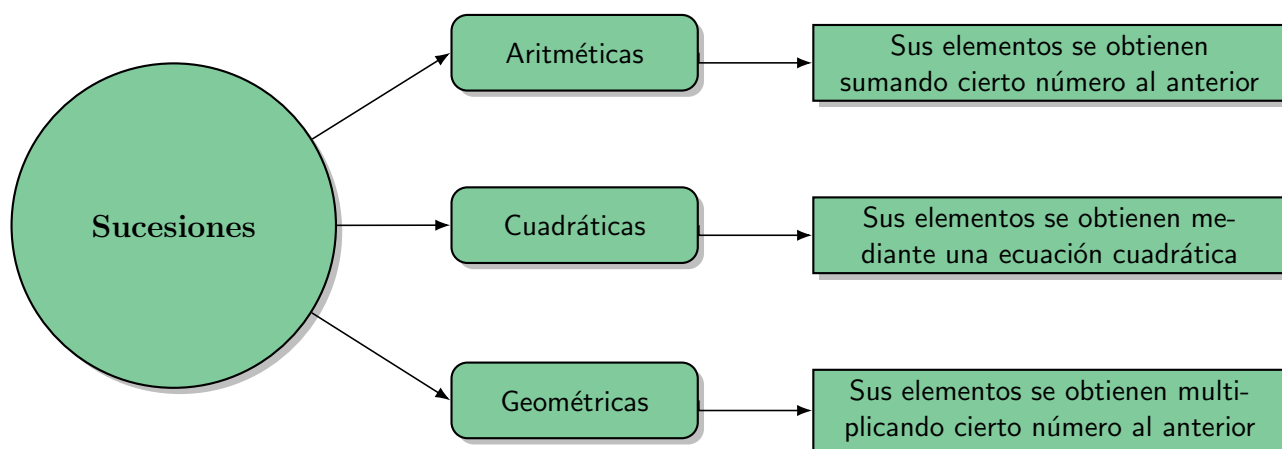 Sucesiones
Aritméticas
Sus elementos se obtienen
sumando cierto número al anterior
Cuadráticas
Sus elementos se obtienen me-
diante una ecuación cuadrática
Geométricas
Sus elementos se obtienen multi-
plicando cierto número al anterior